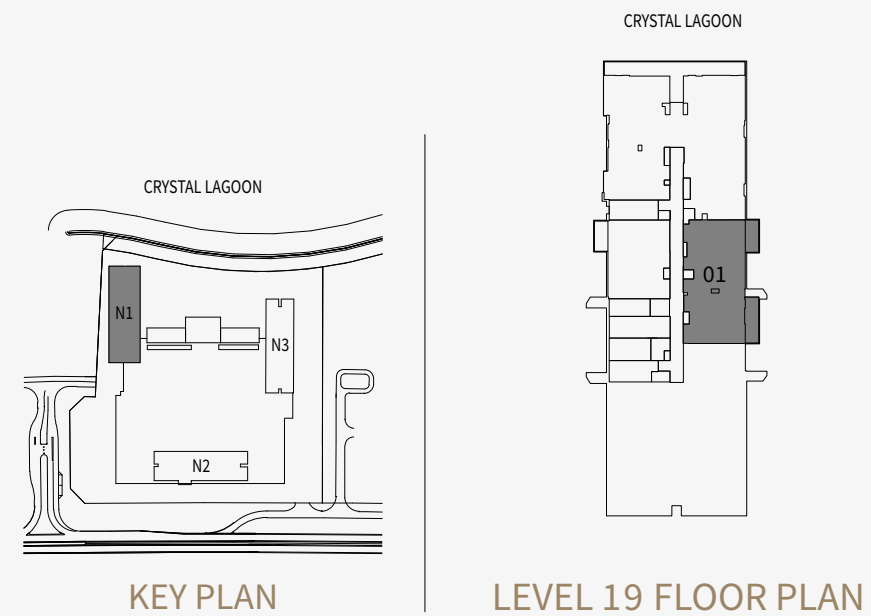 CRYSTAL LAGOON
N1
N3
N2
KEY PLAN
CRYSTAL LAGOON
01
LEVEL 19 FLOOR PLAN